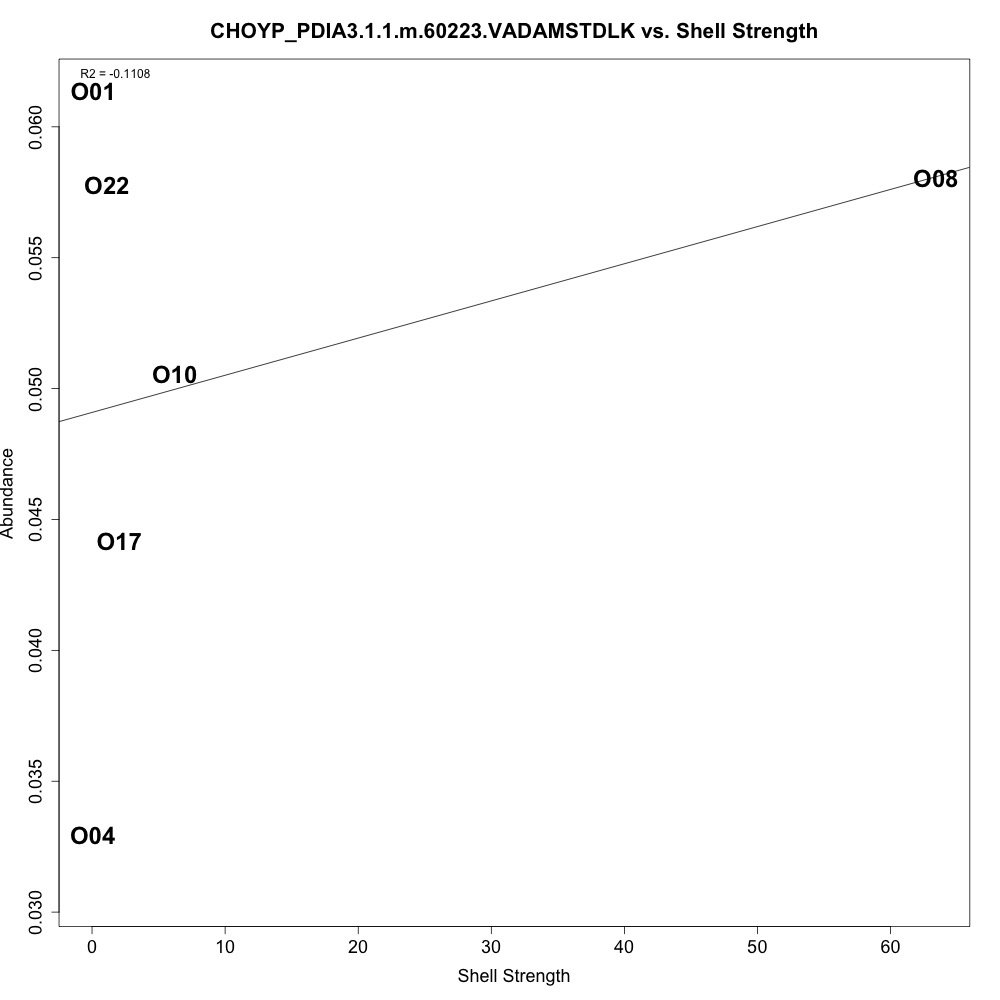 CHOYP_PDIA3.1.1.m.60223.VADAMSTDLK vs. Shell Strength
R2 = -0.1108
O01
O22
O08
O10
O17
O04
0.060
0.055
0.050
0.045
0.040
0.035
0.030
Abundance
0 10 20 30 40 50 60
Shell Strength